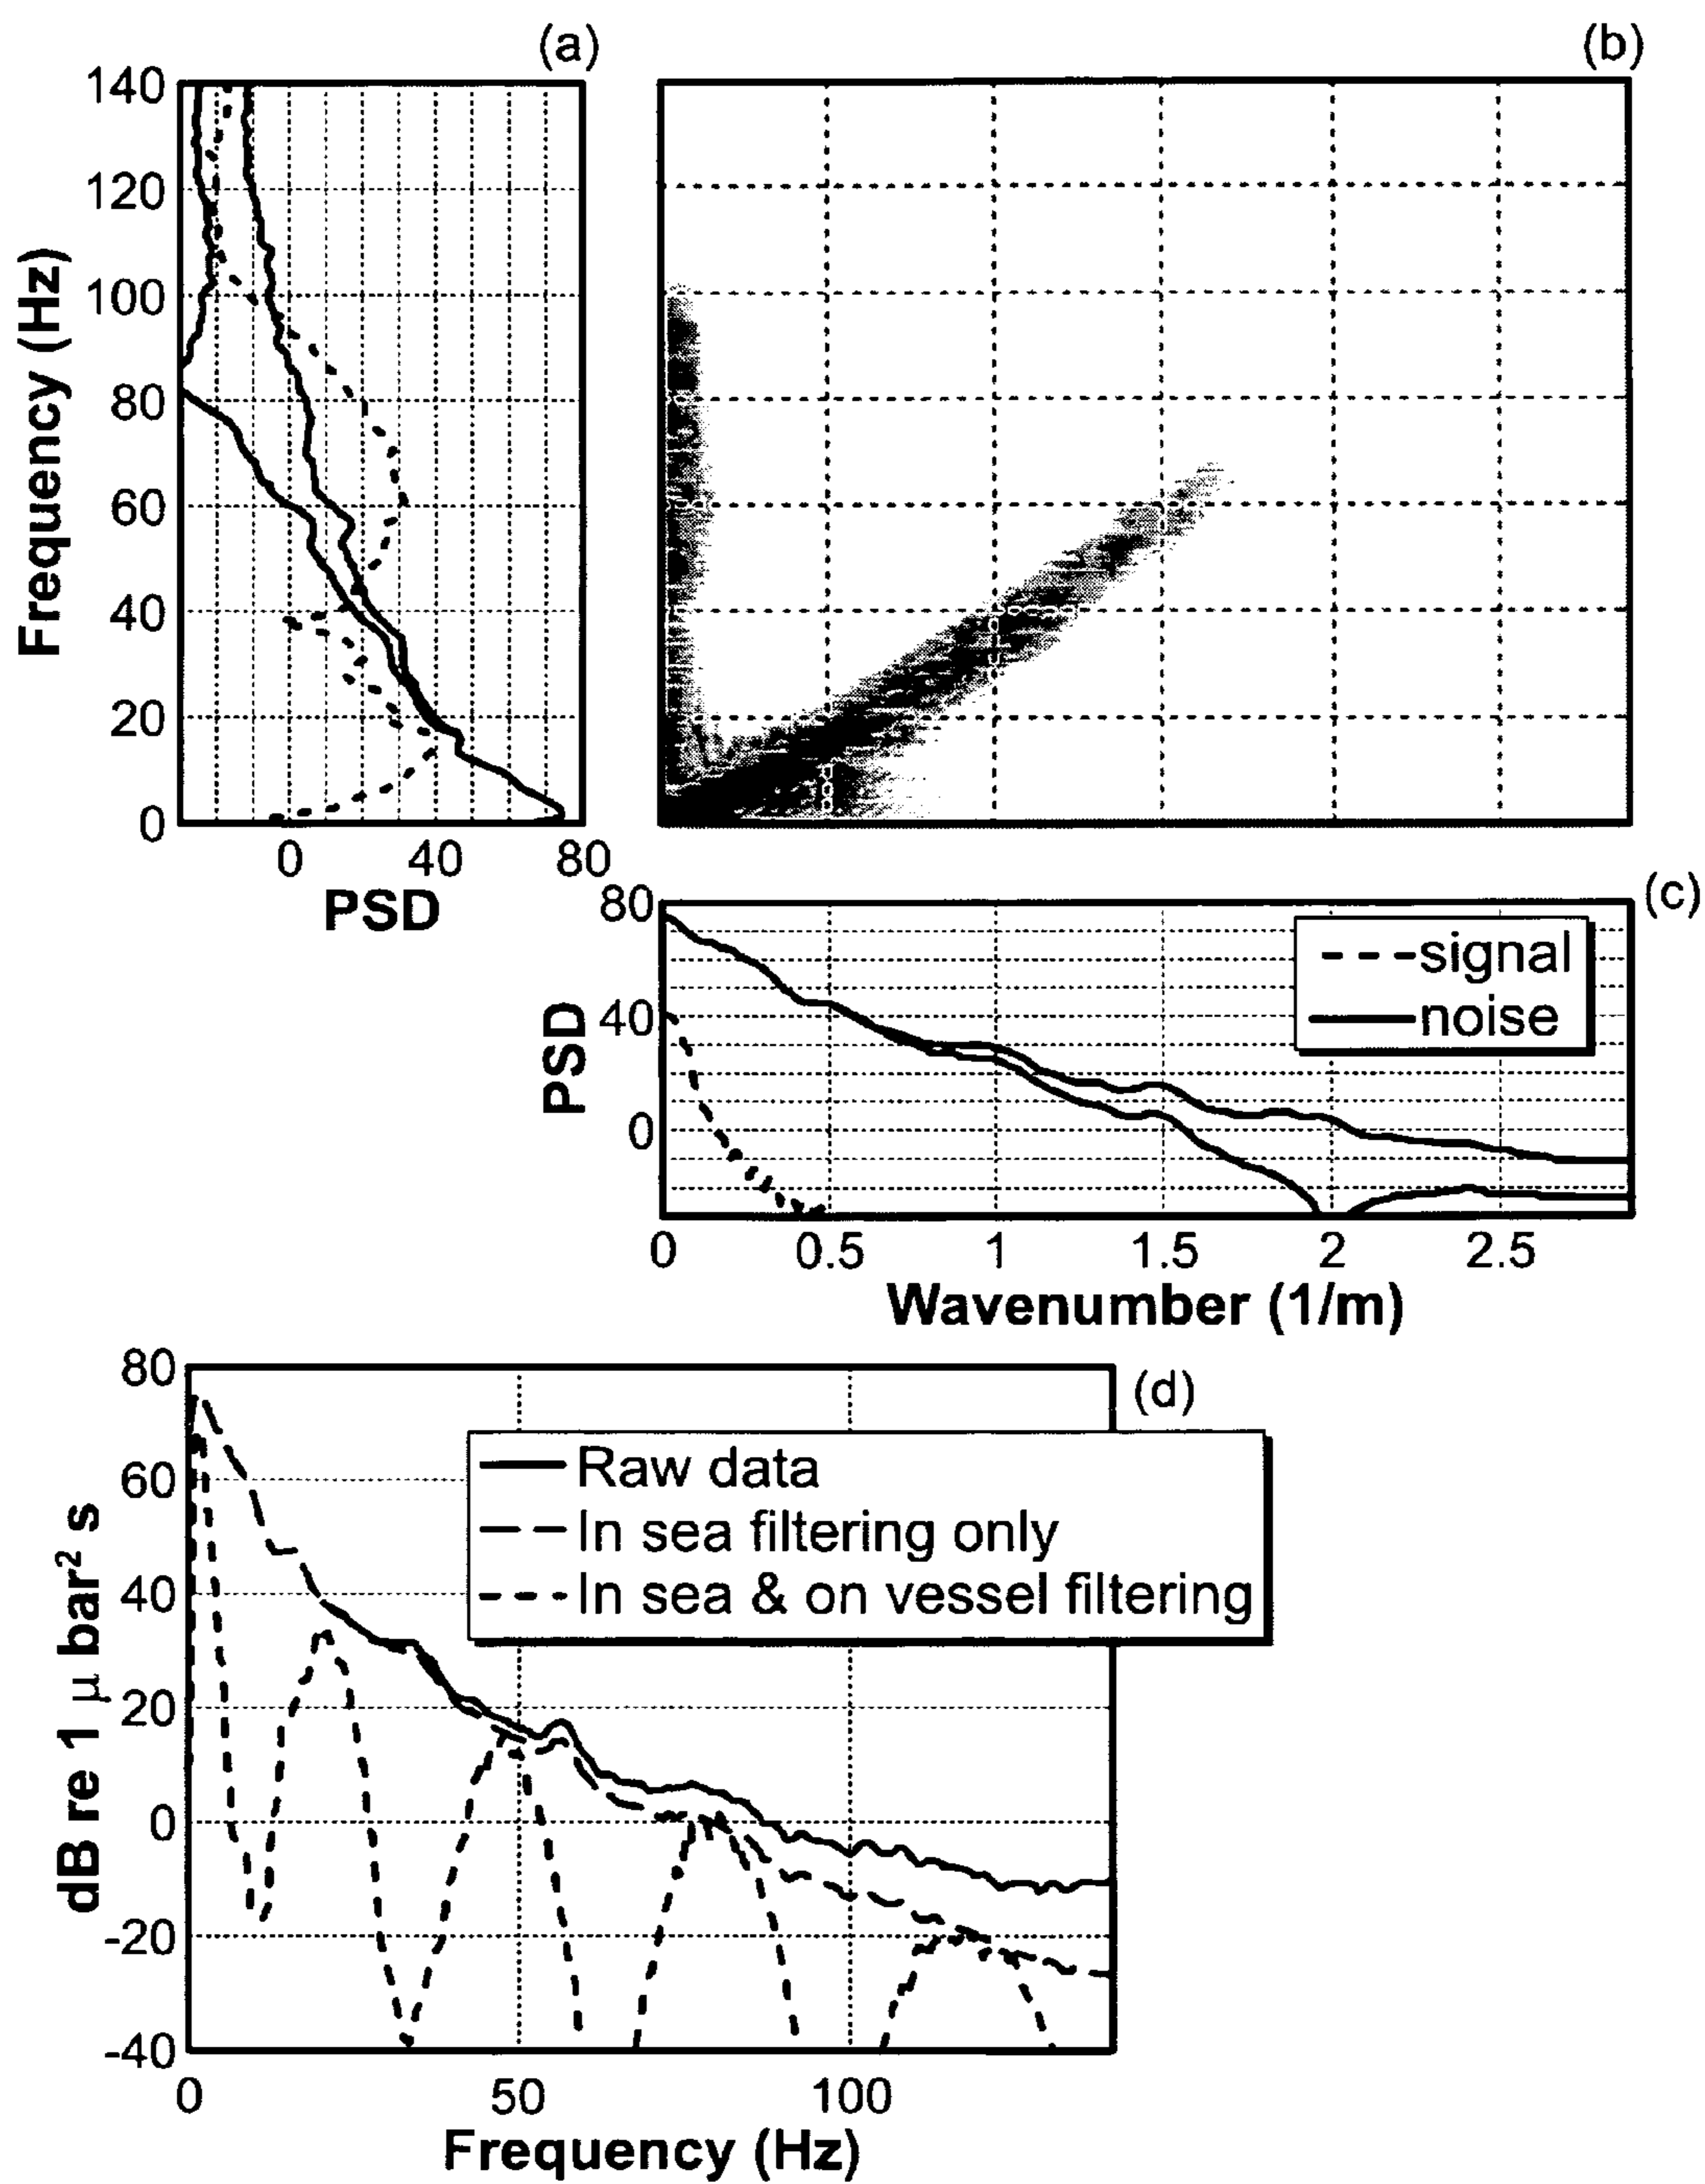 (a)
(b)
140
120
100
80
60
40
20
0
Frequency (Hz)
0 40 80
PSD
(c)
80
40
0
PSD
signal
noise
0 0.5 1 1.5 2 2.5
Wavenumber (1/m)
(d)
80
60
40
20
0
-20
-40
dB re 1 μ bar² s
Raw data
In sea filtering only
In sea & on vessel filtering
0 50 100
Frequency (Hz)